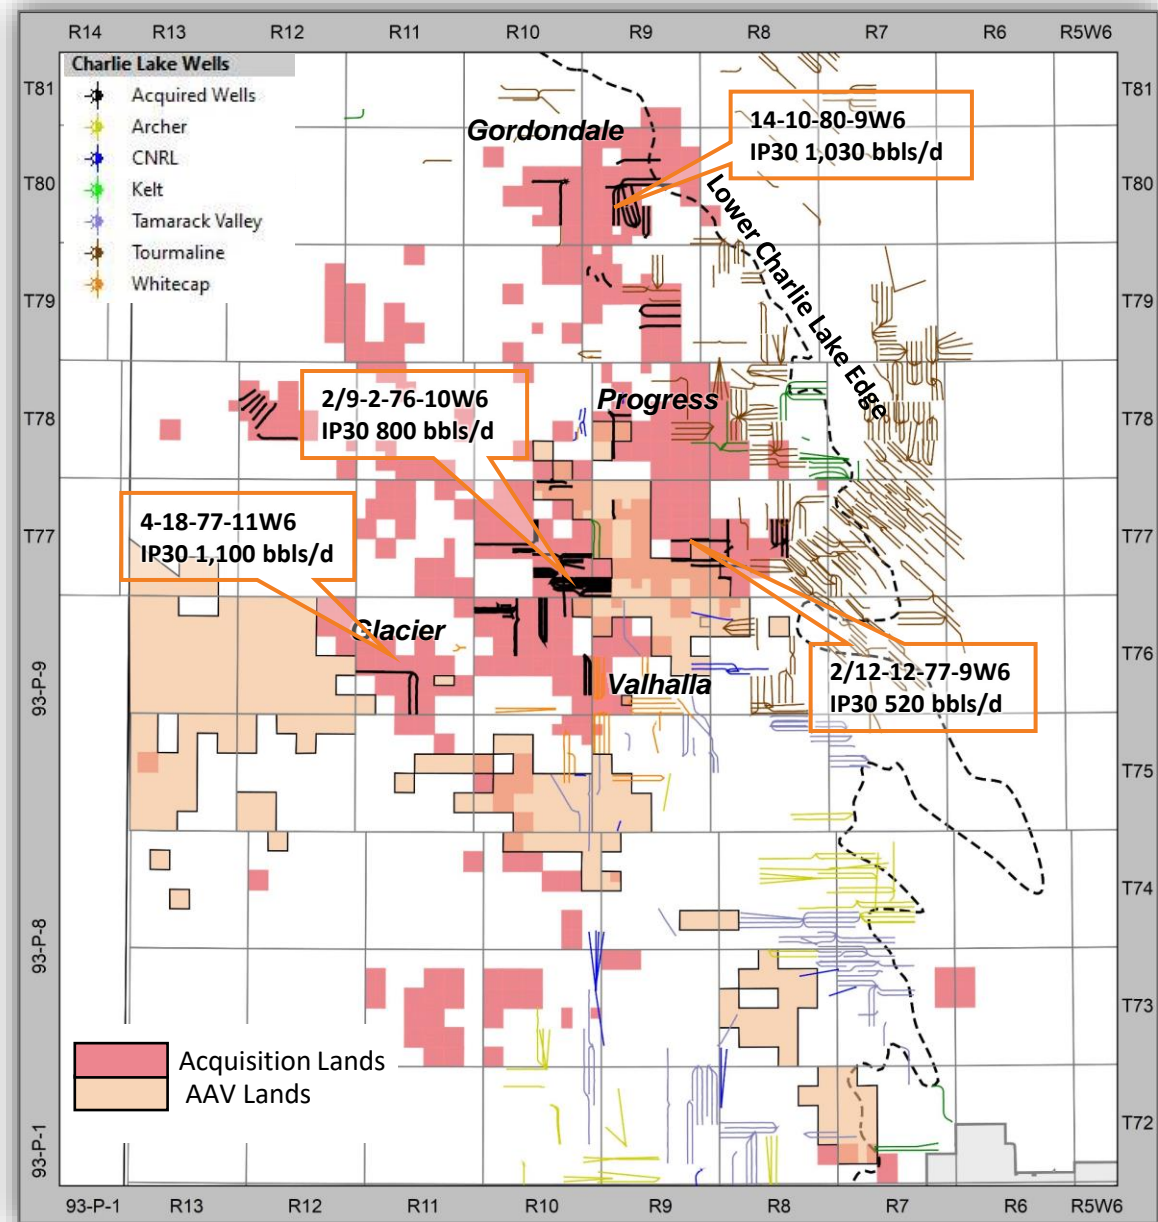 R14 R13 R12 R11 R10 R9 R8 R7 R6 R5W6
Charlie Lake Wells
Acquired Wells
Archer
CNRL
Kelt
Tamarack Valley
Tourmaline
Whitecap
T81 T81
Gordondale
14-10-80-9W6
IP30 1,030 bbls/d
T80 T80
Lower Charlie Lake Edge
T79 T79
2/9-2-76-10W6
IP30 800 bbls/d
Progress
T78 T78
4-18-77-11W6
IP30 1,100 bbls/d
T77 T77
Glacier
T76
93-P-9
Valhalla
2/12-12-77-9W6
IP30 520 bbls/d
T75
T74
93-P-8
T73
Acquisition Lands
AAV Lands
T72
93-P-1
93-P-1 R13 R12 R11 R10 R9 R8 R7 R6 R5W6